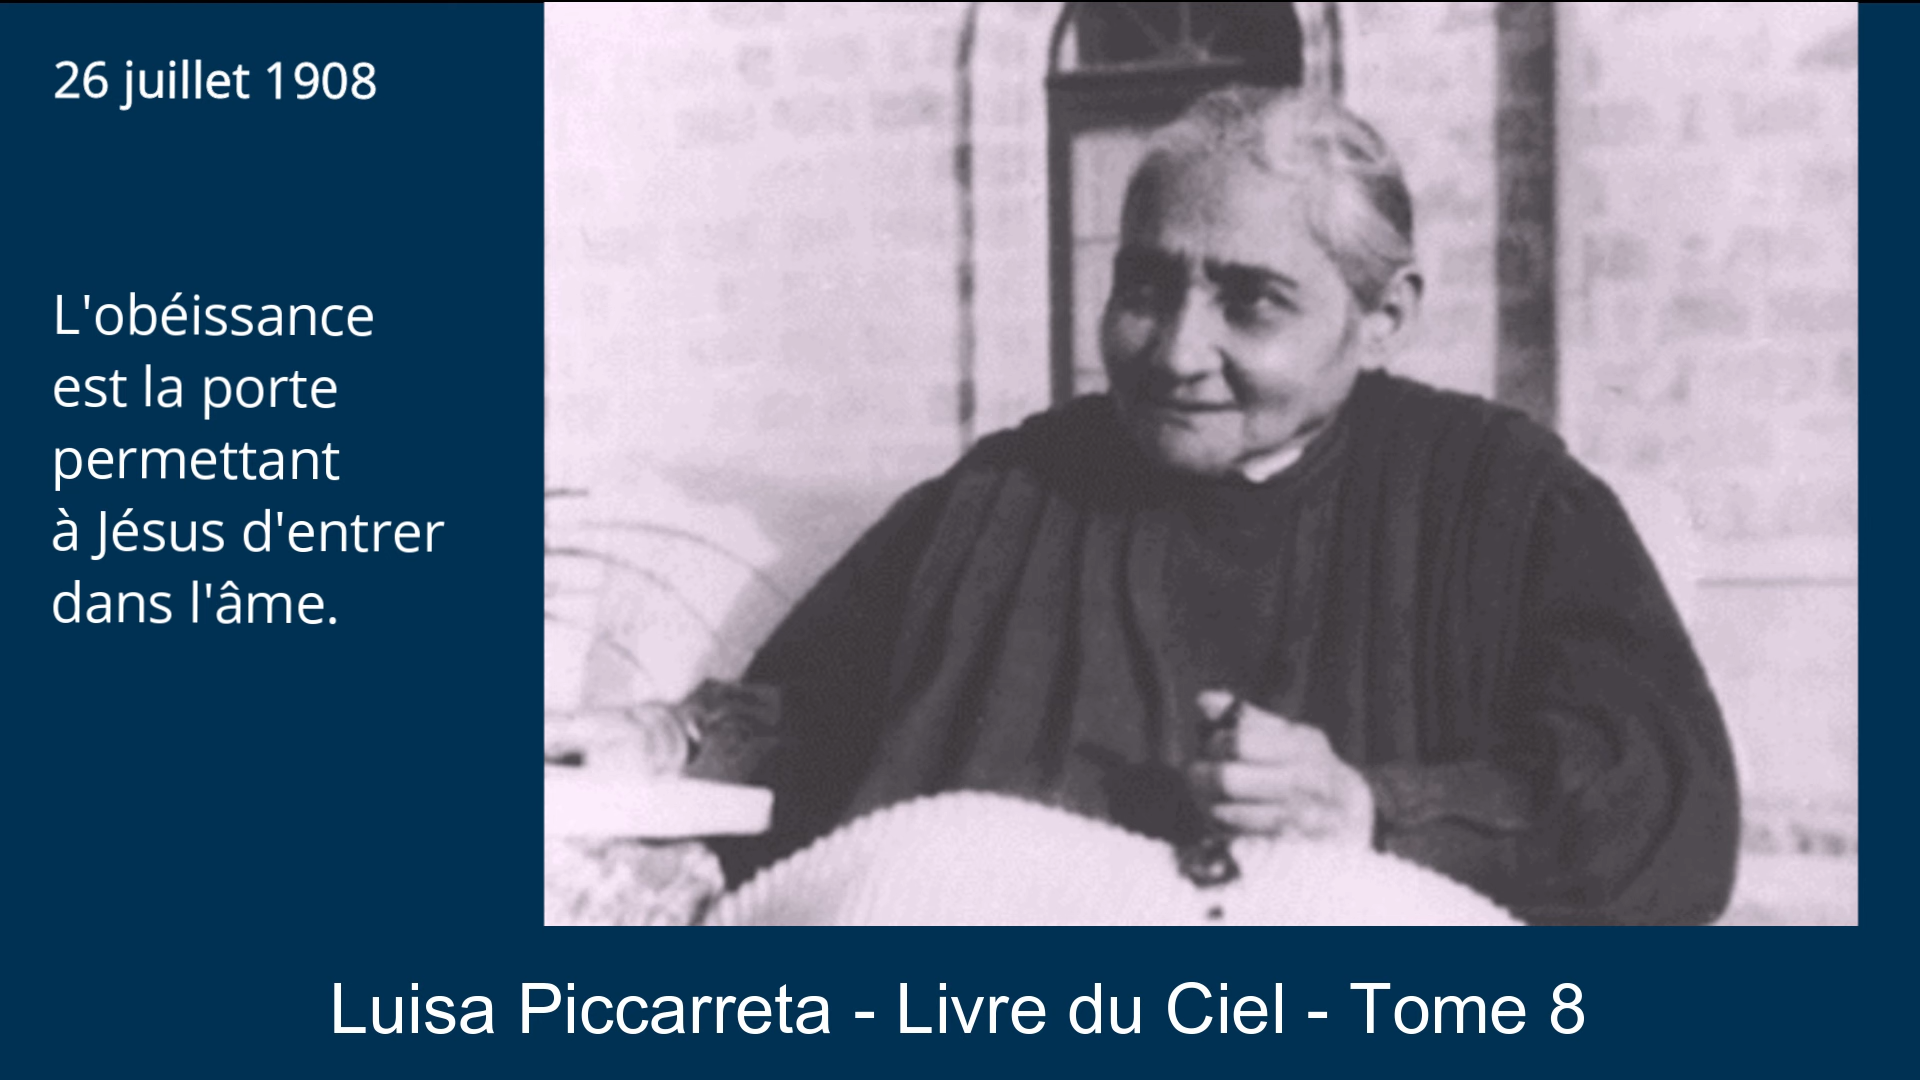 26 juillet 1908
L'obéissance
est la porte
permettant
à Jésus d'entrer
dans l'âme.
Luisa Piccarreta - Livre du Ciel - Tome 8